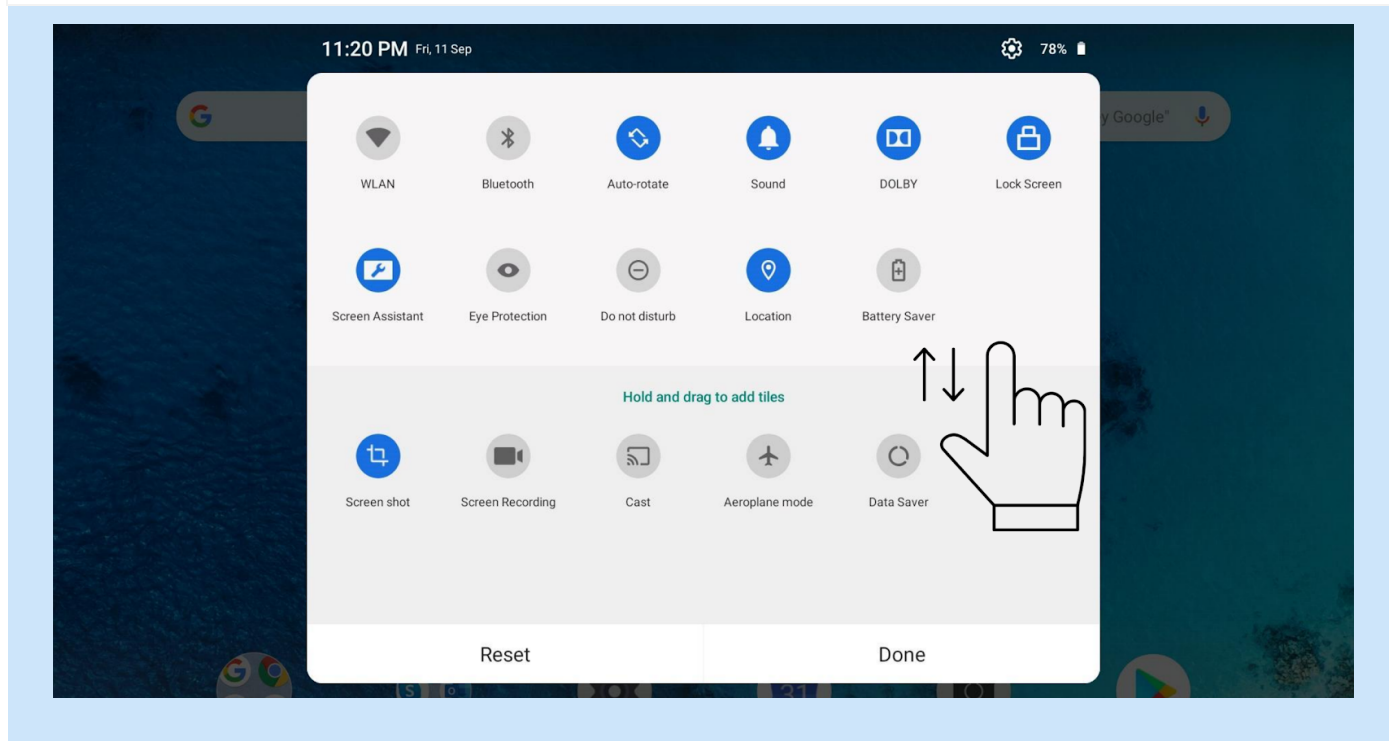 11:20 PM Fri, 11 Sep 78%
G y Google"
WLAN Bluetooth Auto-rotate Sound DOLBY Lock Screen
Screen Assistant Eye Protection Do not disturb Location Battery Saver
Hold and drag to add tiles
Screen shot Screen Recording Cast Aeroplane mode Data Saver
Reset Done
G S o 31